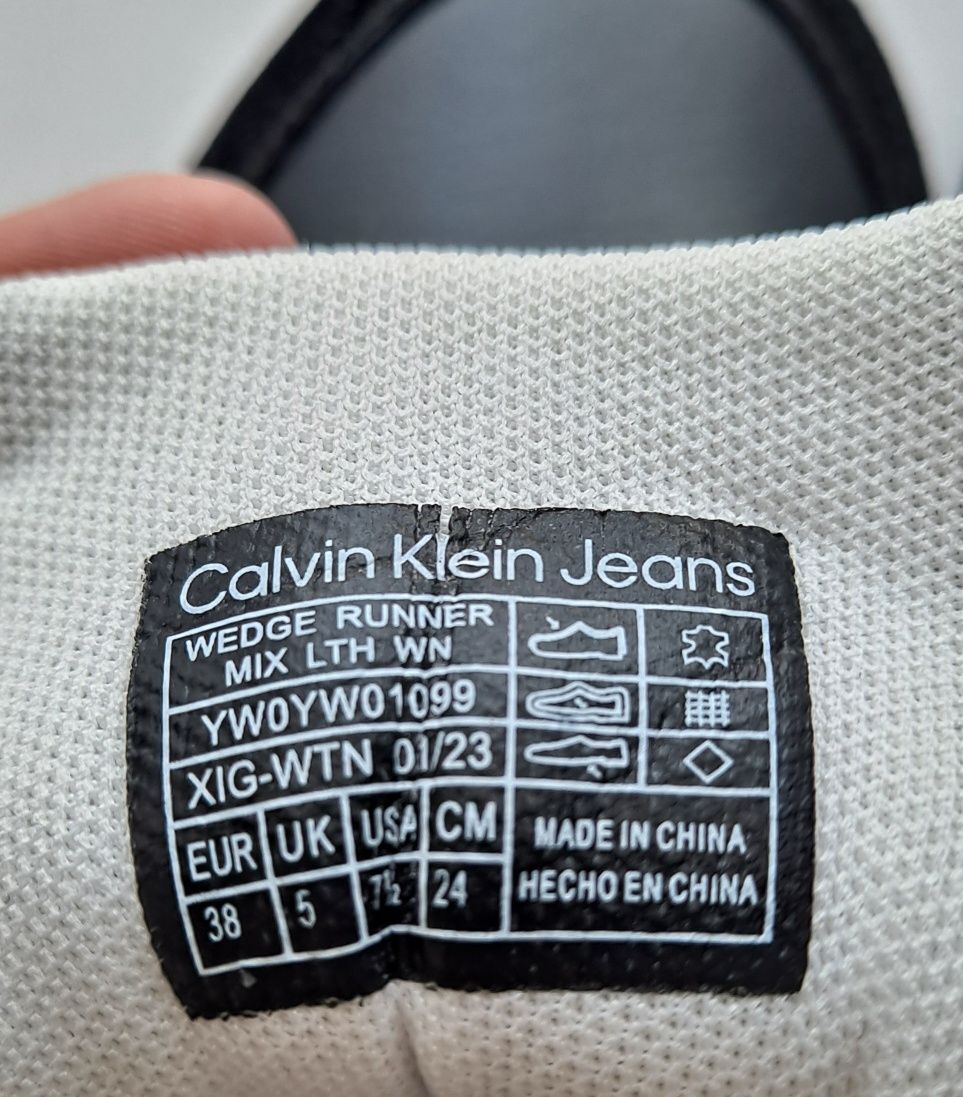 Calvin Klein Jeans
WEDGE RUNNER
MIX LTH WN
YW0YW01099
XIG-WTN 01/23
EUR UK USA CM
38 5 7½ 24
MADE IN CHINA
HECHO EN CHINA